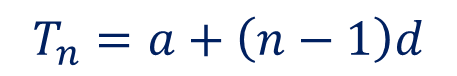 Tₙ = a + (n − 1)d